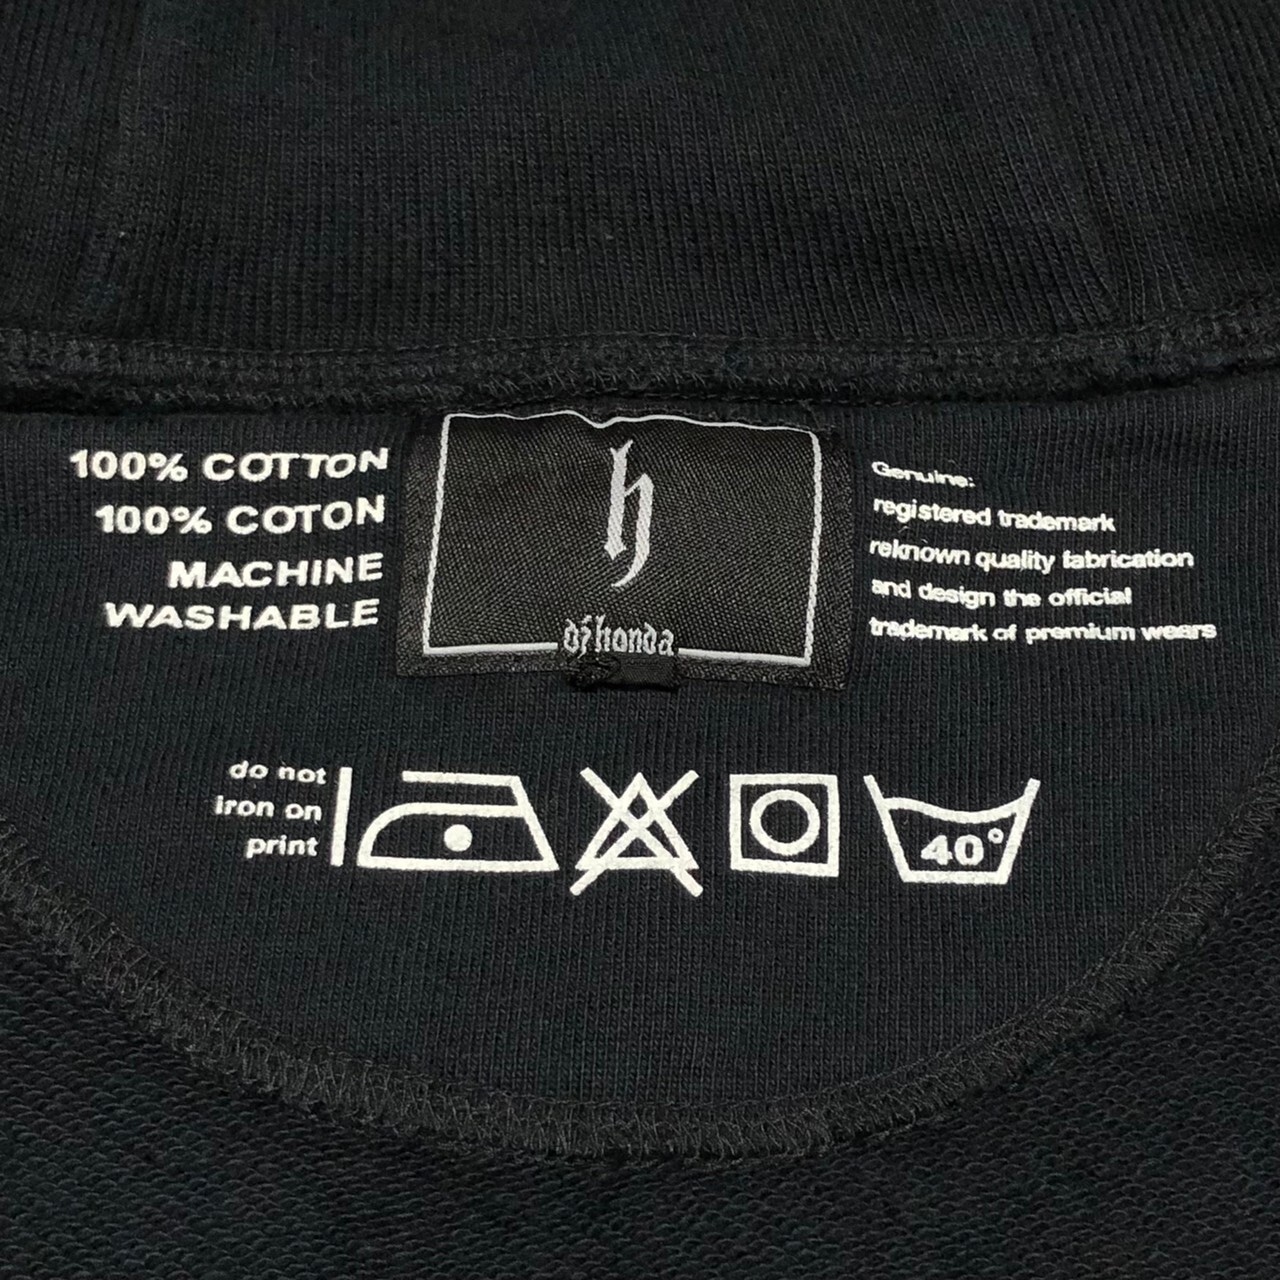 100% COTTON
100% COTON
MACHINE
WASHABLE
h
of honda
Genuine:
registered trademark
reknown quality fabrication
and design the official
trademark of premium wears
do not
iron on
print
40°